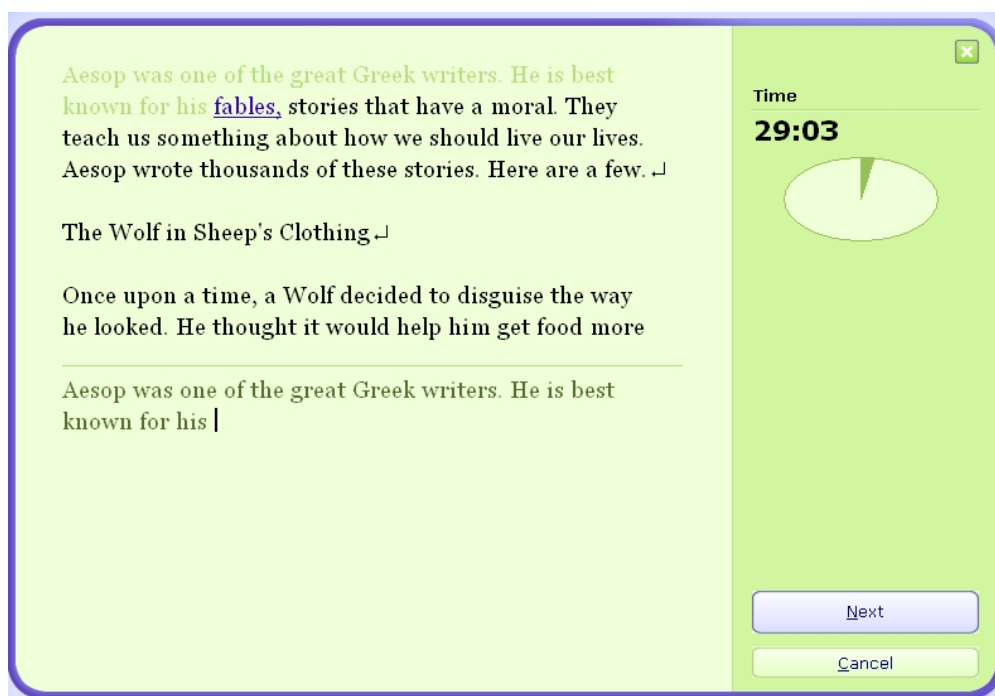 Aesop was one of the great Greek writers. He is best
known for his fables, stories that have a moral. They
teach us something about how we should live our lives.
Aesop wrote thousands of these stories. Here are a few.↵
The Wolf in Sheep's Clothing↵
Once upon a time, a Wolf decided to disguise the way
he looked. He thought it would help him get food more
Aesop was one of the great Greek writers. He is best
known for his
Time
29:03
Next
Cancel